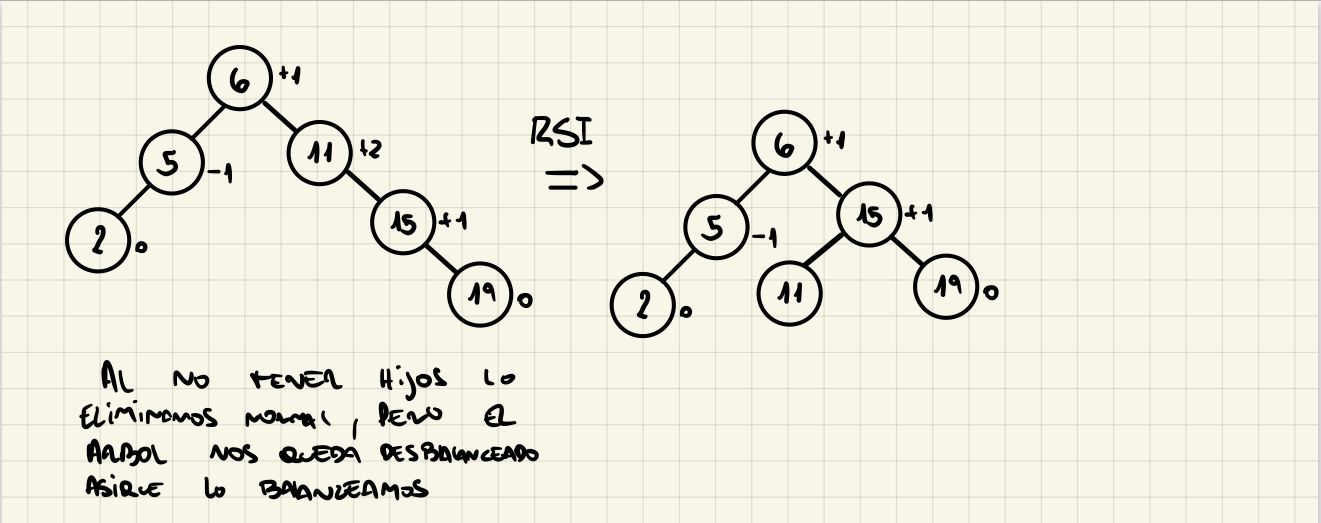 6 +1
5 -1
11 +2
2 0
15 +1
19 0
RSI
=>
6 +1
5 -1
15 +1
2 0
11
19 0
AL NO TENER HIJOS LO
ELIMINAMOS NORMAL, PERO EL
ARBOL NOS QUEDA DESBALANCEADO
ASIQUE LO BALANCEAMOS